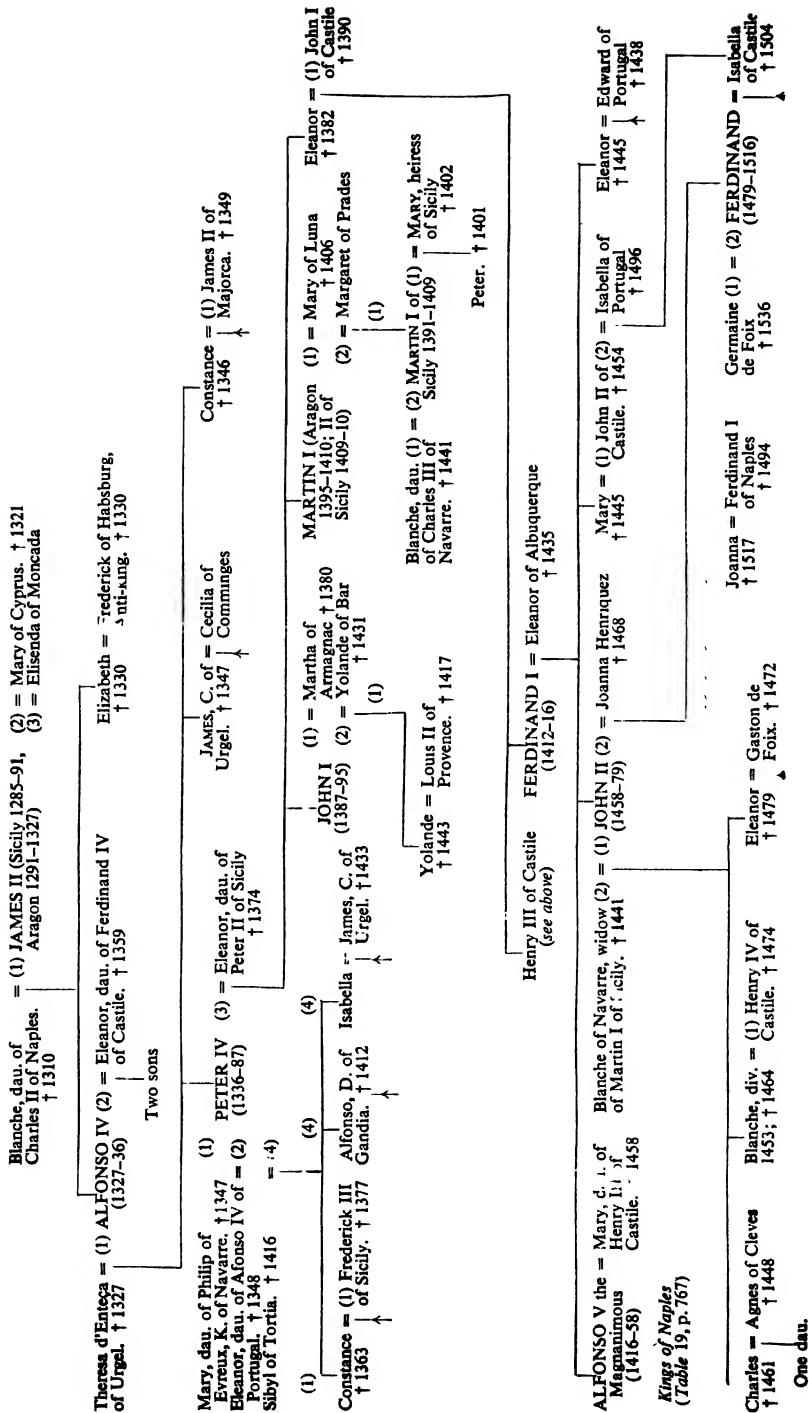 Blanche, dau. of
Charles II of Naples.
† 1310
= (1) JAMES II (Sicily 1285–91,
Aragon 1291–1327)
(2) = Mary of Cyprus. † 1321
(3) = Elisenda of Moncada
Theresa d'Enteça = (1) ALFONSO IV (2) = Eleanor, dau. of Ferdinand IV
of Urgel. † 1327
(1327–36)
of Castile. † 1359
Two sons
Elizabeth = Frederick of Habsburg,
† 1330
Anti-King. † 1330
Mary, dau. of Philip of (1)
Evreux, K. of Navarre. † 1347
Eleanor, dau. of Afonso IV of = (2)
Portugal. † 1348
Sibyl of Tortia. † 1416 = (4)
PETER IV
(1336–87)
(3) = Eleanor, dau. of
Peter II of Sicily
† 1374
JAMES, C. of = Cecilia of
Urgel. † 1347
Comminges
Constance = (1) James II of
† 1346
Majorca. † 1349
(1)
(4)
(4)
Constance = (1) Frederick III
† 1363
of Sicily. † 1377
Alfonso, D. of
Gandia. † 1412
Isabella = James, C. of
Urgel. † 1433
JOHN I
(1387–95)
(1) = Martha of
Armagnac † 1380
(2) = Yolande of Bar
† 1431
(1)
MARTIN I (Aragon
1395–1410; II of
Sicily 1409–10)
(1) = Mary of Luna
† 1406
(2) = Margaret of Prades
(1)
Eleanor = (1) John I
† 1382
of Castile
† 1390
Yolande = Louis II of
† 1443
Provence. † 1417
Blanche, dau. (1) = (2) MARTIN I of (1) = MARY, heiress
of Charles III of
Navarre. † 1441
Sicily 1391–1409
of Sicily
† 1402
Peter. † 1401
Henry III of Castile
(see above)
FERDINAND I = Eleanor of Albuquerque
(1412–16)
† 1435
ALFONSO V the = Mary, d. of
Magnanimous
(1416–58)
Henry III of
Castile. 1458
Kings of Naples
(Table 19, p. 767)
Blanche of Navarre, widow (2) = (1) JOHN II (2) = Joanna Henriquez
of Martin I of Sicily. † 1441
(1458–79)
† 1468
Mary = (1) John II of (2) = Isabella of
† 1445
Castile. † 1454
Portugal
† 1496
Eleanor = Edward of
† 1445
Portugal
† 1438
Charles = Agnes of Cleves
† 1461
† 1448
One dau.
Blanche, div. = (1) Henry IV of
1453; † 1464
Castile. † 1474
Eleanor = Gaston de
† 1479
Foix. † 1472
Joanna = Ferdinand I
† 1517
of Naples
† 1494
Germaine (1) = (2) FERDINAND = Isabella
de Foix
† 1536
(1479–1516)
of Castile
† 1504